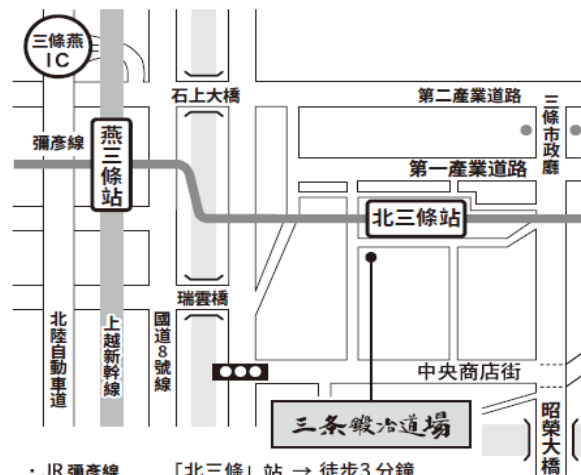 三條燕
IC
石上大橋
第二產業道路
三條市政廳
彌彥線
燕三條站
第一產業道路
北三條站
瑞雲橋
北陸自動車道
上越新幹線
國道8號線
中央商店街
三条鍛冶道場
昭榮大橋
・JR彌彥線 「北三條」站 → 徒步3分鐘